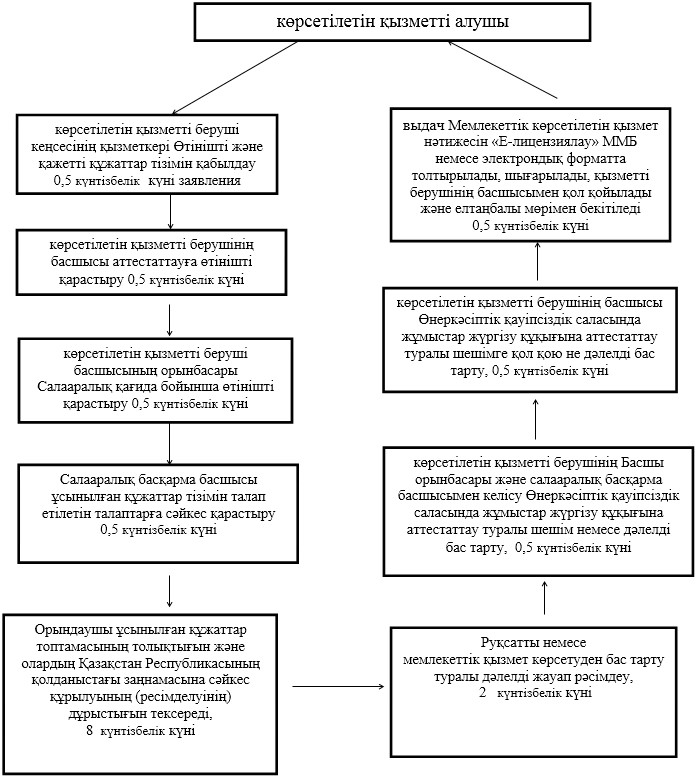 көрсетілетін қызметті алушы
көрсетілетін қызметті беруші
кеңсесінің қызметкері Өтінішті және
қажетті құжаттар тізімін қабылдау
0,5 күнтізбелік күні заявления
көрсетілетін қызметті берушінің
басшысы аттестаттауға өтінішті
қарастыру 0,5 күнтізбелік күні
көрсетілетін қызметті беруші
басшысының орынбасары
Салааралық қағида бойынша өтінішті
қарастыру 0,5 күнтізбелік күні
Салааралық басқарма басшысы
ұсынылған құжаттар тізімін талап
етілетін талаптарға сәйкес қарастыру
0,5 күнтізбелік күні
Орындаушы ұсынылған құжаттар
топтамасының толықтығын және
олардың Қазақстан Республикасының
қолданыстағы заңнамасына сәйкес
құрылуының (ресімделуінің)
дұрыстығын тексереді,
8 күнтізбелік күні
Руқсатты немесе
мемлекеттік қызмет көрсетуден бас тарту
туралы дәлелді жауап рәсімдеу,
2 күнтізбелік күні
көрсетілетін қызметті берушінің Басшы
орынбасары және салааралық басқарма
басшысымен келісу Өнеркәсіптік қауіпсіздік
саласында жұмыстар жүргізу құқығына
аттестаттау туралы шешім немесе дәлелді
бас тарту, 0,5 күнтізбелік күні
көрсетілетін қызметті берушінің басшысы
Өнеркәсіптік қауіпсіздік саласында
жұмыстар жүргізу құқығына аттестаттау
туралы шешімге қол қою не дәлелді бас
тарту, 0,5 күнтізбелік күні
выдач Мемлекеттік көрсетілетін қызмет
нәтижесін «Е-лицензиялау» ММБ
немесе электрондық форматта
толтырылады, шығарылады, қызметті
берушінің басшысымен қол қойылады
және елтаңбалы мөрімен бекітіледі
0,5 күнтізбелік күні